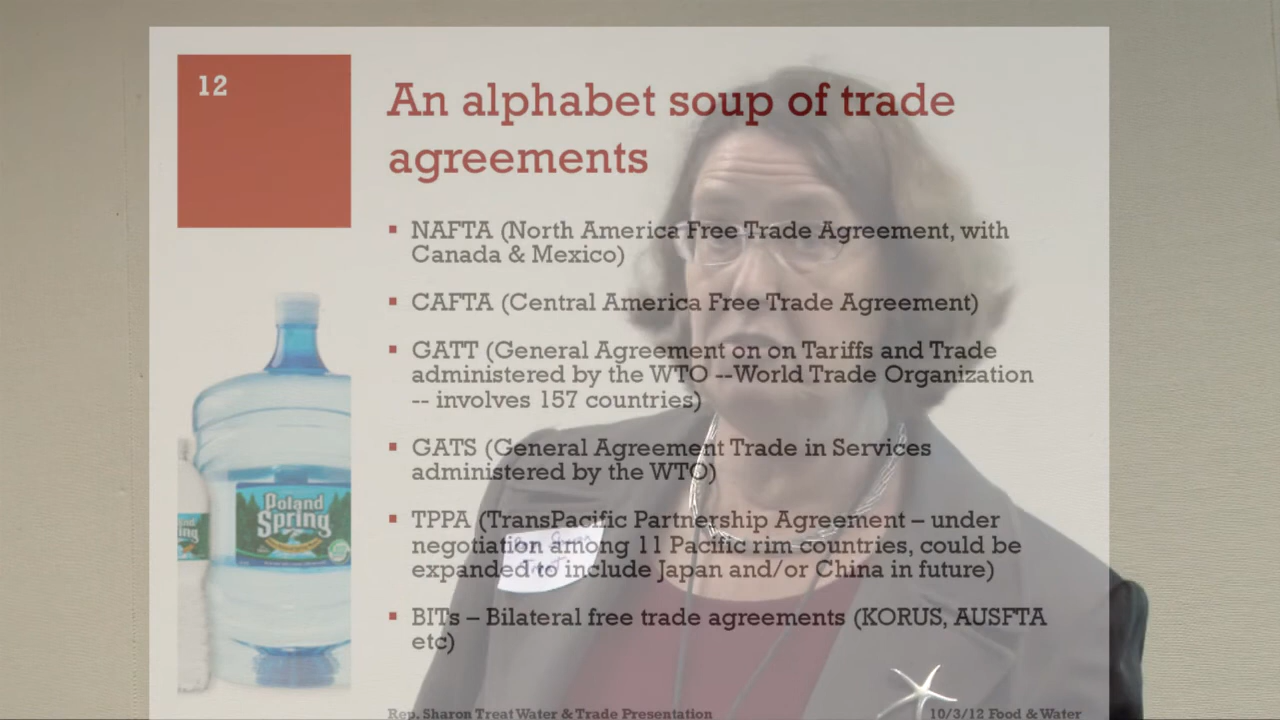 12
An alphabet soup of trade
agreements
▪ NAFTA (North America Free Trade Agreement, with
Canada & Mexico)
▪ CAFTA (Central America Free Trade Agreement)
▪ GATT (General Agreement on on Tariffs and Trade
administered by the WTO --World Trade Organization
-- involves 157 countries)
▪ GATS (General Agreement Trade in Services
administered by the WTO)
▪ TPPA (TransPacific Partnership Agreement – under
negotiation among 11 Pacific rim countries, could be
expanded to include Japan and/or China in future)
▪ BITs – Bilateral free trade agreements (KORUS, AUSFTA
etc)
Poland
Spring
Rep. Sharon Treat Water & Trade Presentation
10/3/12 Food & Water